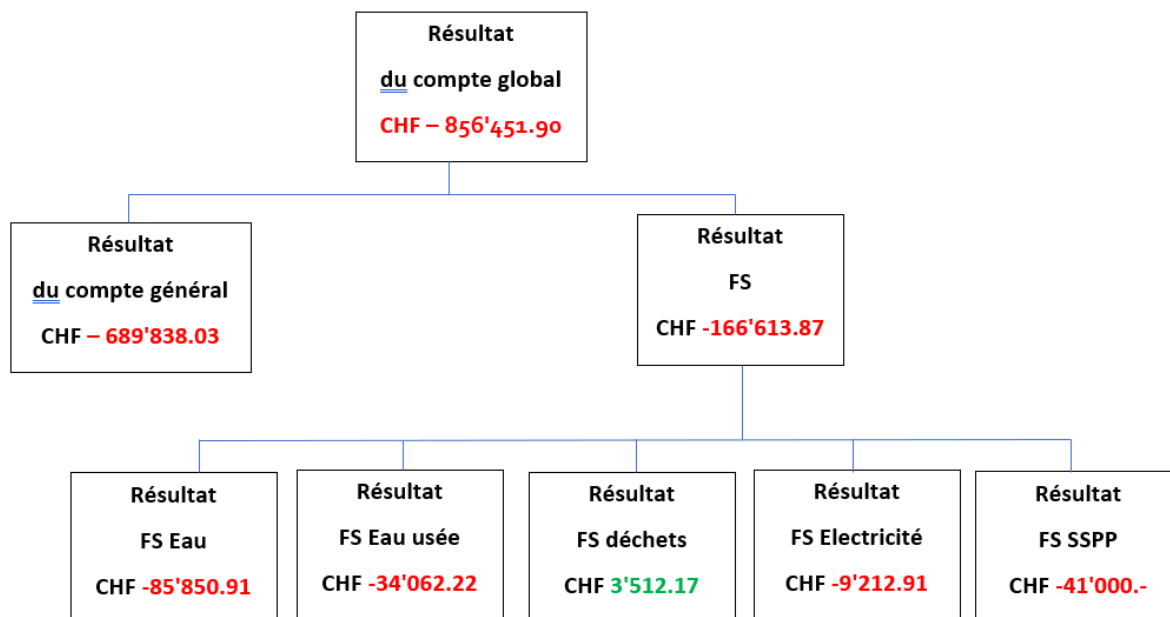 Résultat
du compte global
CHF – 856'451.90
Résultat
du compte général
CHF – 689'838.03
Résultat
FS
CHF -166'613.87
Résultat
FS Eau
CHF -85'850.91
Résultat
FS Eau usée
CHF -34'062.22
Résultat
FS déchets
CHF 3'512.17
Résultat
FS Electricité
CHF -9'212.91
Résultat
FS SSPP
CHF -41'000.-